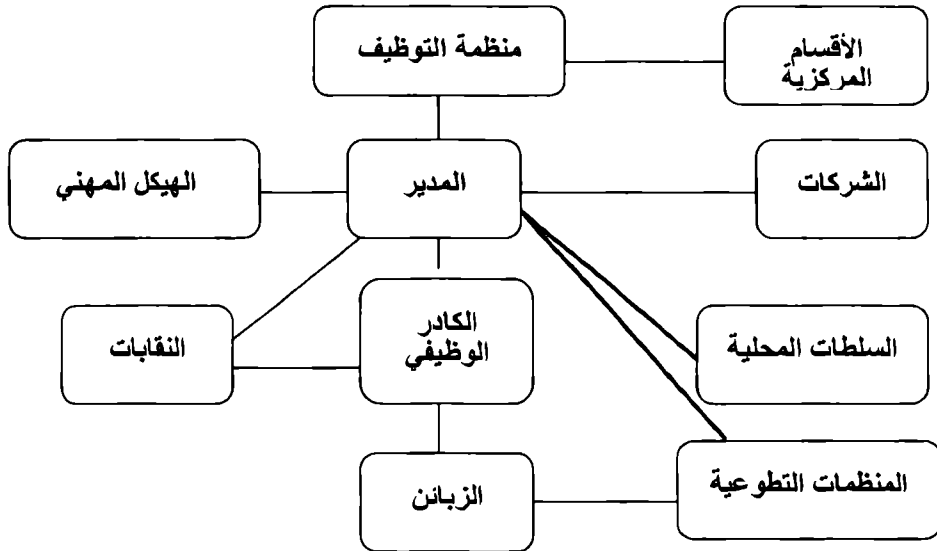 منظمة التوظيف
الأقسام
المركزية
الهيكل المهني
المدير
الشركات
النقابات
الكادر
الوظيفي
السلطات المحلية
الزبائن
المنظمات التطوعية